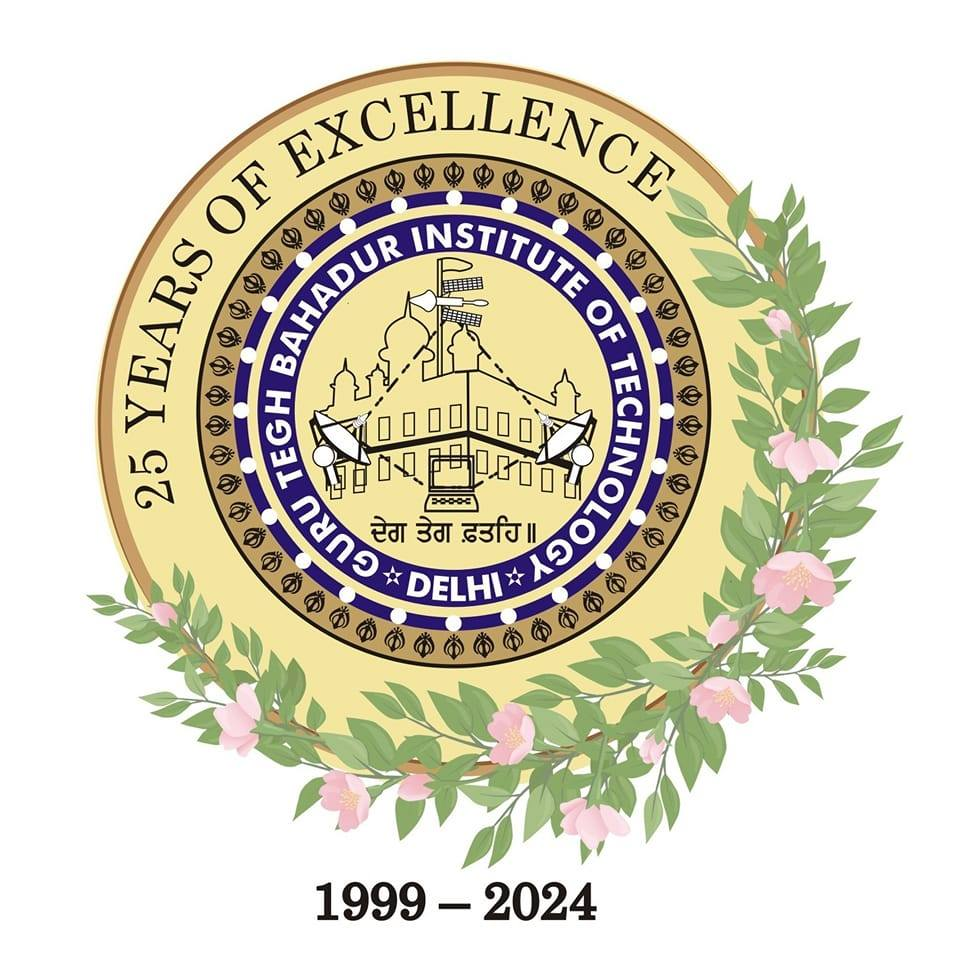 25 YEARS OF EXCELLENCE
GURU TEGH BAHADUR INSTITUTE OF TECHNOLOGY
DELHI
ਦੇਗ ਤੇਗ ਫ਼ਤਹਿ॥
1999 – 2024